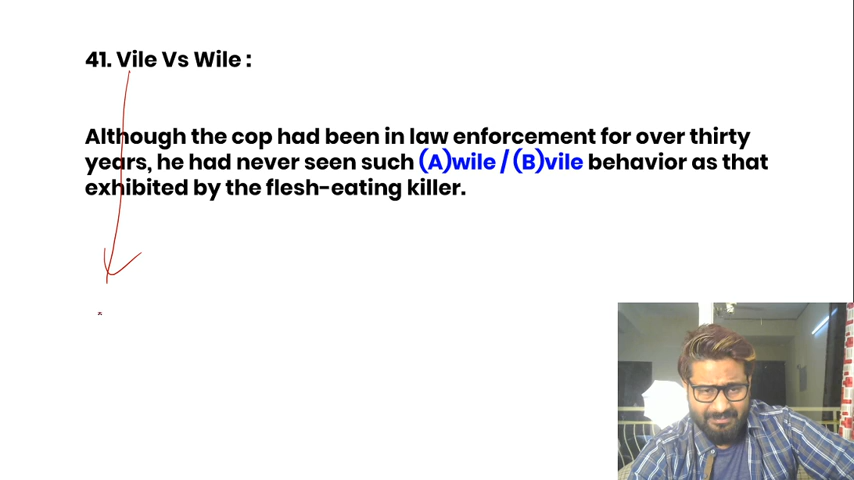 41. Vile Vs Wile :
Although the cop had been in law enforcement for over thirty
years, he had never seen such (A)wile / (B)vile behavior as that
exhibited by the flesh-eating killer.